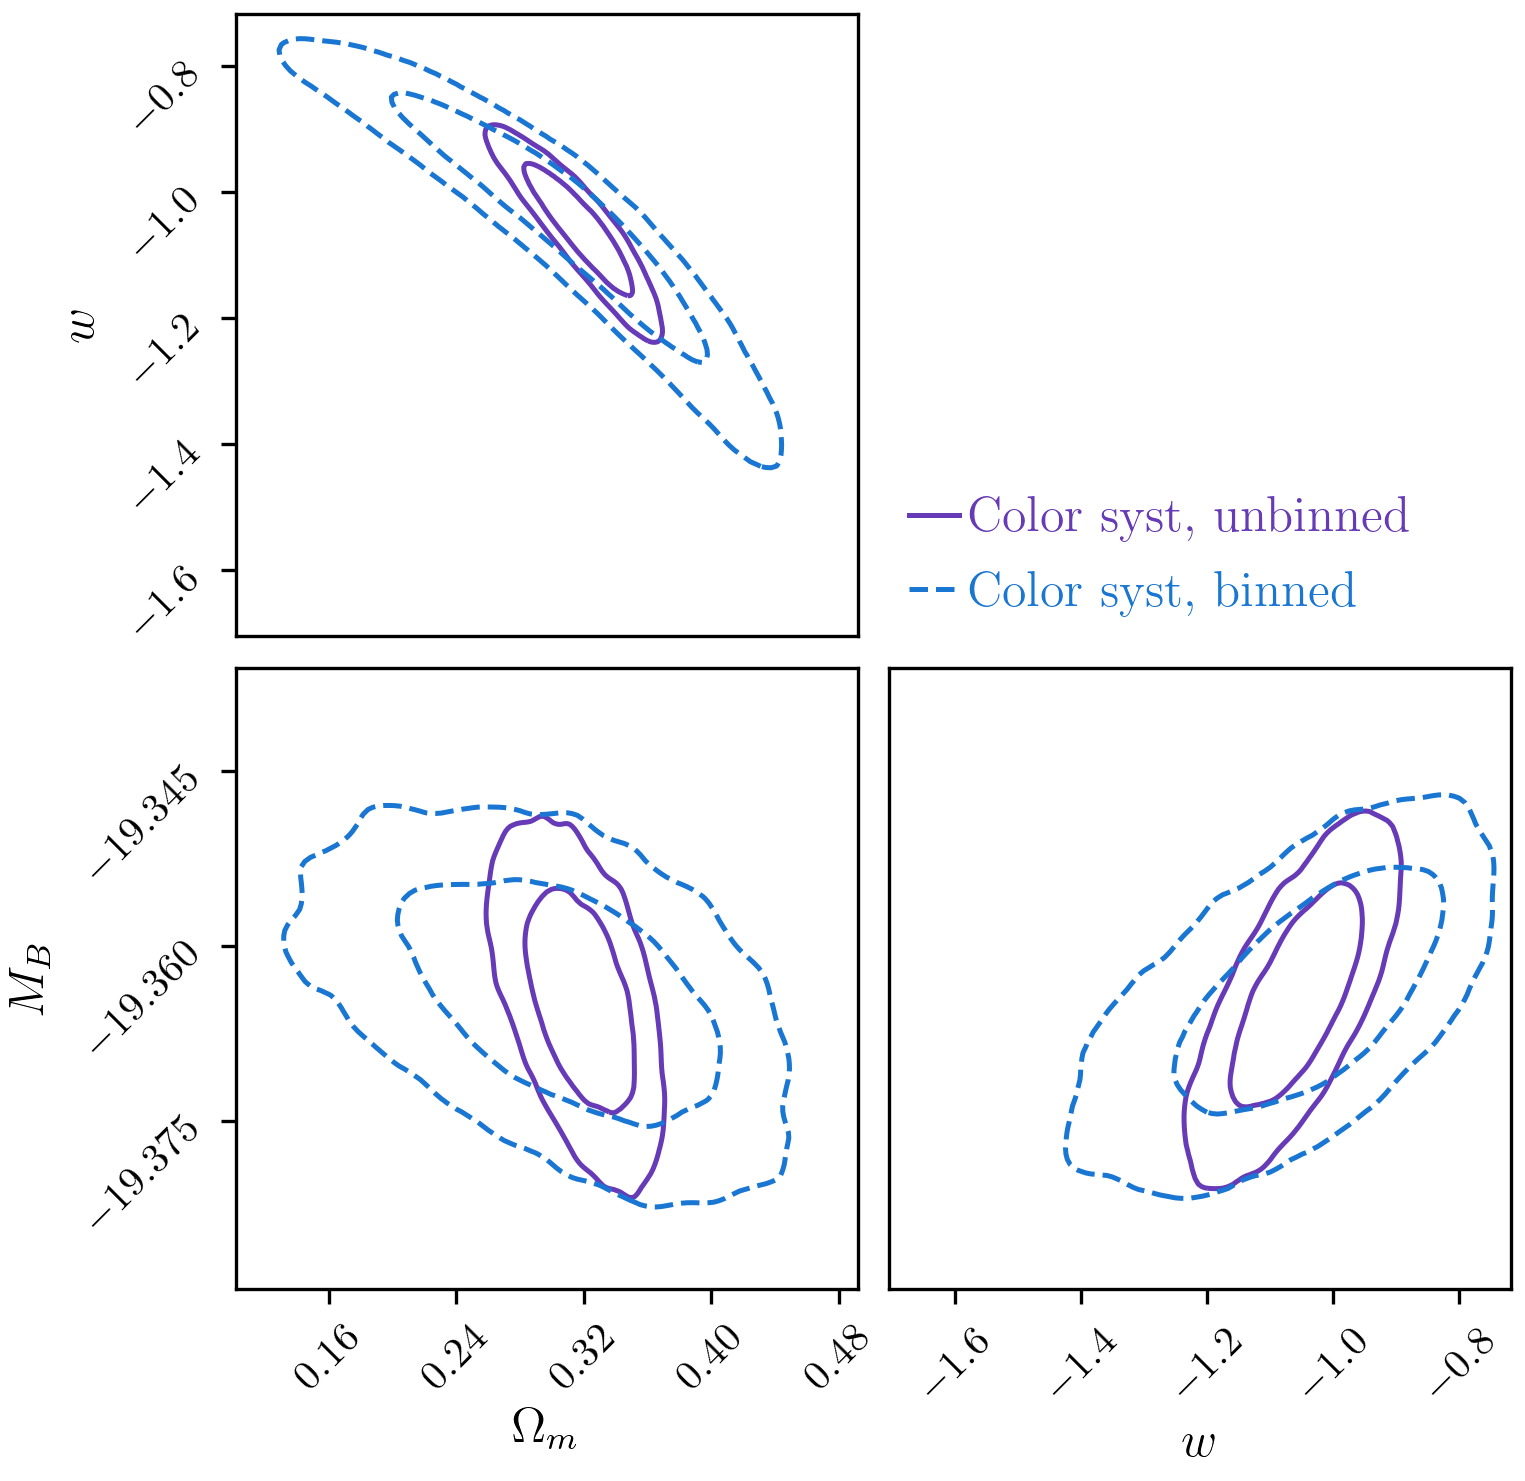 −0.8
−1.0
−1.2
−1.4
−1.6
w
Color syst, unbinned
Color syst, binned
−19.345
−19.360
−19.375
M_B
0.16 0.24 0.32 0.40 0.48
Ω_m
−1.6 −1.4 −1.2 −1.0 −0.8
w